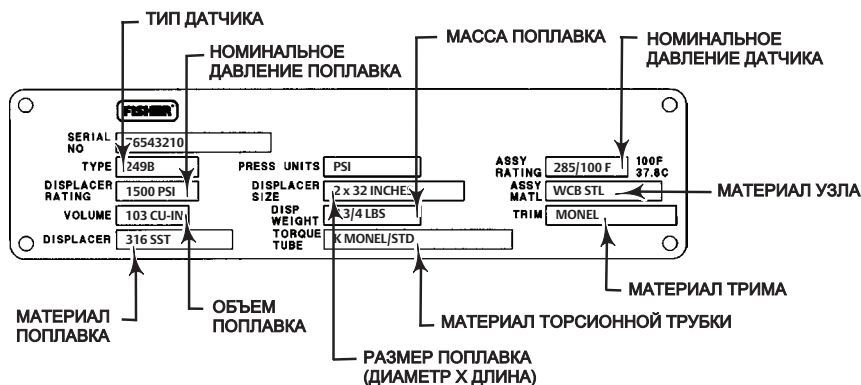 ТИП ДАТЧИКА
НОМИНАЛЬНОЕ
ДАВЛЕНИЕ ПОПЛАВКА
МАССА ПОПЛАВКА
НОМИНАЛЬНОЕ
ДАВЛЕНИЕ ДАТЧИКА
FISHER
SERIAL
NO
76543210
TYPE 249B
PRESS UNITS PSI
ASSY
RATING
285/100 F
100F
37.8C
DISPLACER
RATING
1500 PSI
DISPLACER
SIZE
2 x 32 INCHES
ASSY
MATL
WCB STL
МАТЕРИАЛ УЗЛА
VOLUME 103 CU-IN
DISP
WEIGHT
3/4 LBS
TRIM MONEL
DISPLACER 316 SST
TORQUE
TUBE
K MONEL/STD
МАТЕРИАЛ
ПОПЛАВКА
ОБЪЕМ
ПОПЛАВКА
МАТЕРИАЛ ТРИМА
МАТЕРИАЛ ТОРСИОННОЙ ТРУБКИ
РАЗМЕР ПОПЛАВКА
(ДИАМЕТР X ДЛИНА)